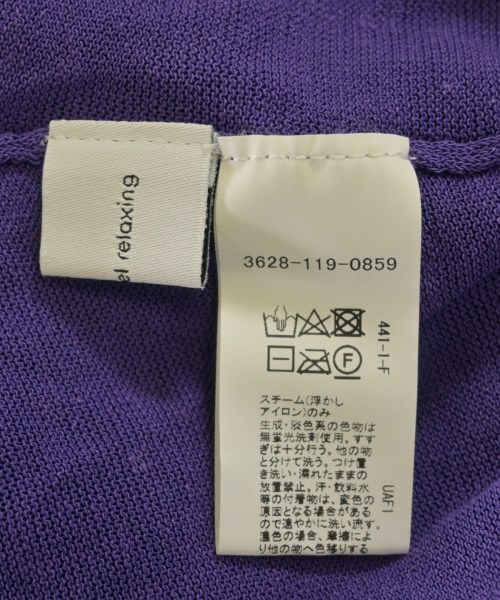 el relaxing
3628-119-0859
441-1-F
スチーム(浮かし
アイロン)のみ
生成・淡色系の色物は
無蛍光洗剤使用。すす
ぎは十分行う。他の物
と分けて洗う。つけ置
き洗い・濡れたままの
放置禁止。汗・飲料水
等の付着物は、変色の
原因となる場合がある
ので速やかに洗い流す。
濃色の場合、摩擦によ
り他の物へ色移りする
UAF1